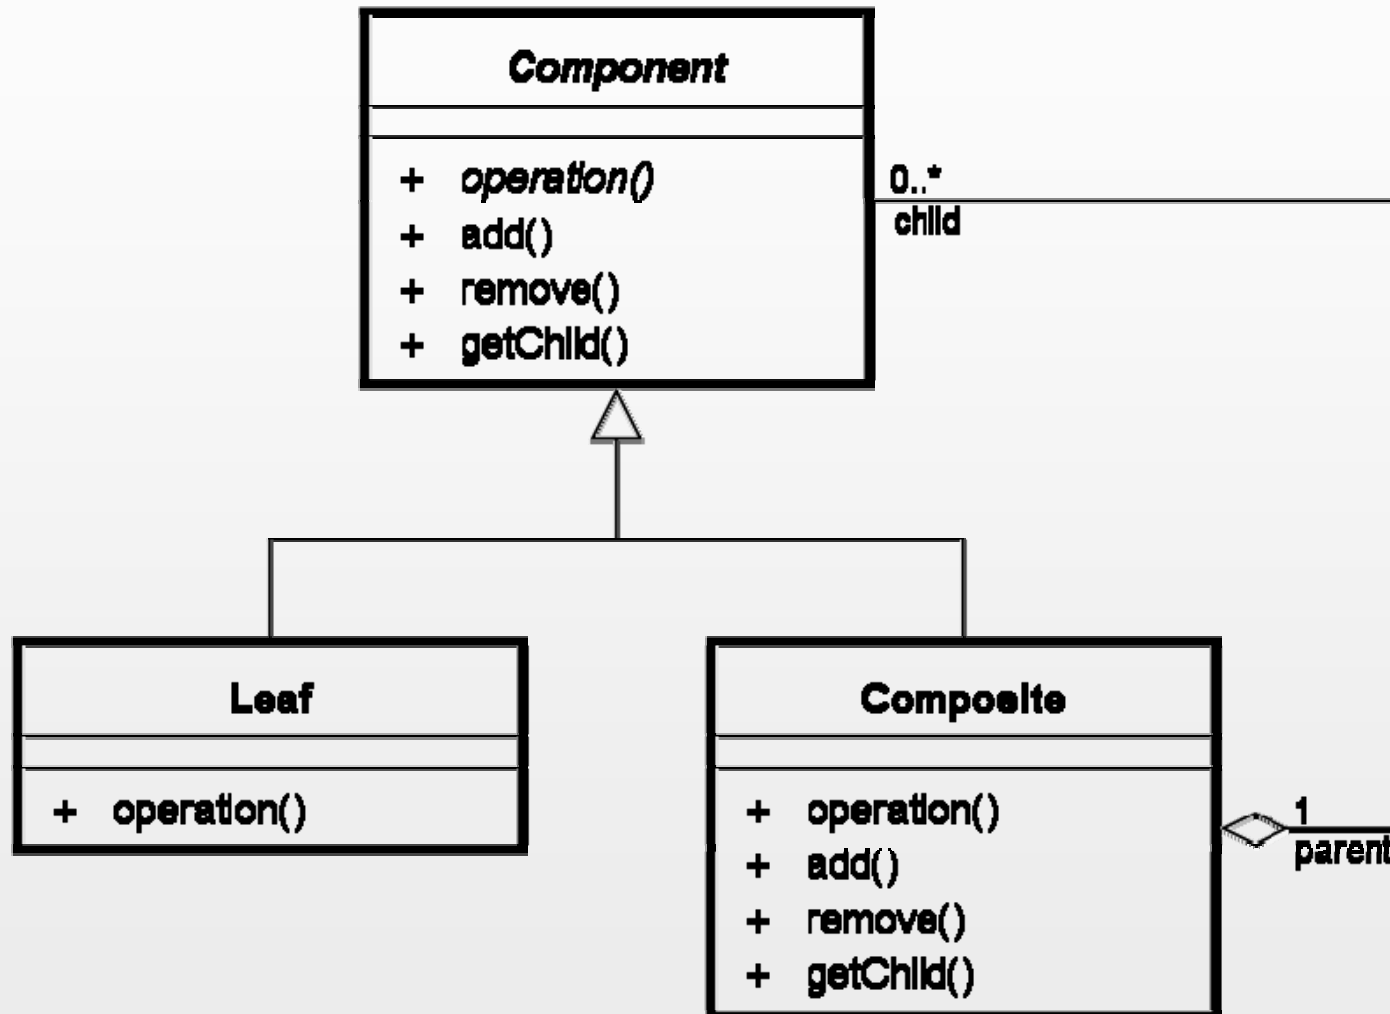 Component
+ operation()
+ add()
+ remove()
+ getChild()
0..*
child
Leaf
+ operation()
Composite
+ operation()
+ add()
+ remove()
+ getChild()
1
parent